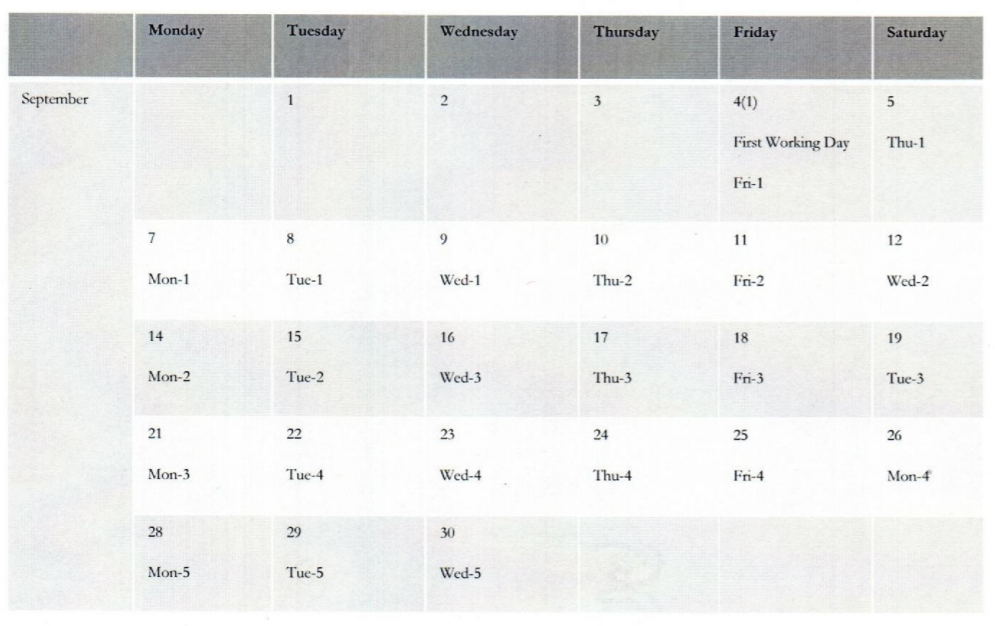 Monday Tuesday Wednesday Thursday Friday Saturday
September 1 2 3 4(1) 5
First Working Day Thu-1
Fri-1
7 8 9 10 11 12
Mon-1 Tue-1 Wed-1 Thu-2 Fri-2 Wed-2
14 15 16 17 18 19
Mon-2 Tue-2 Wed-3 Thu-3 Fri-3 Tue-3
21 22 23 24 25 26
Mon-3 Tue-4 Wed-4 Thu-4 Fri-4 Mon-4
28 29 30
Mon-5 Tue-5 Wed-5